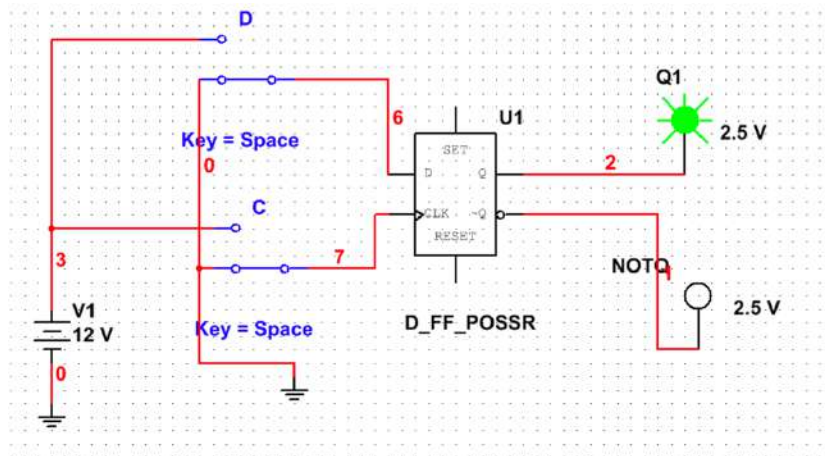 D
Q1
6
U1
2.5 V
SET
Key = Space
2
0
D
Q
C
CLK
~Q
3
RESET
7
NOTQ
1
V1
12 V
2.5 V
Key = Space
D_FF_POSSR
0